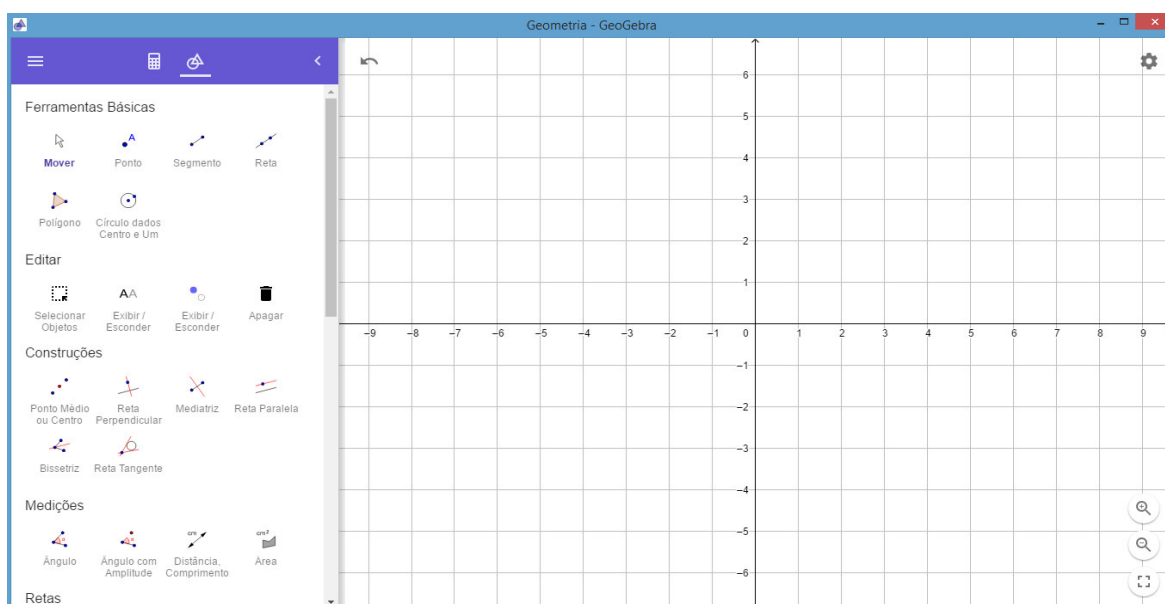 Geometria - GeoGebra
Ferramentas Básicas
Mover Ponto Segmento Reta
Polígono Círculo dados
Centro e Um
Editar
Selecionar Exibir / Exibir / Apagar
Objetos Esconder Esconder
AA
Construções
Ponto Médio Reta Mediatriz Reta Paralela
ou Centro Perpendicular
Bissetriz Reta Tangente
Medições
cm cm²
Ângulo Ângulo com Distância, Área
Amplitude Comprimento
Retas
A
6
5
4
3
2
1
−9 −8 −7 −6 −5 −4 −3 −2 −1 0 1 2 3 4 5 6 7 8 9
−1
−2
−3
−4
−5
−6